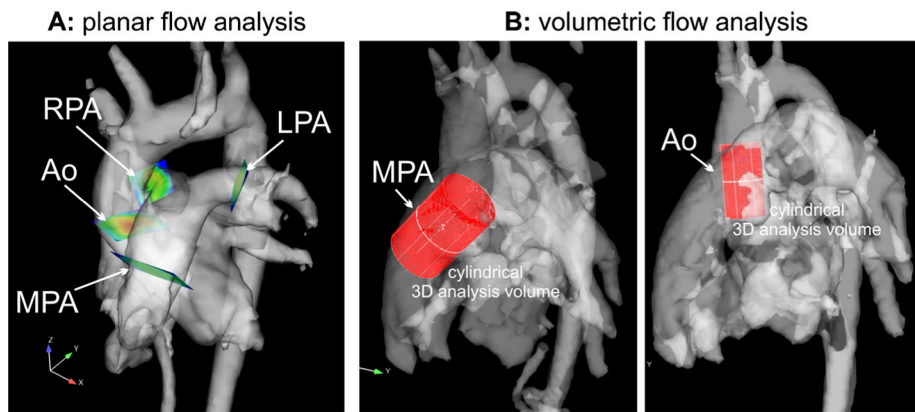 A: planar flow analysis
B: volumetric flow analysis
RPA
LPA
Ao
MPA
Z
Y
X
MPA
cylindrical
3D analysis volume
Y
Ao
cylindrical
3D analysis volume
Y